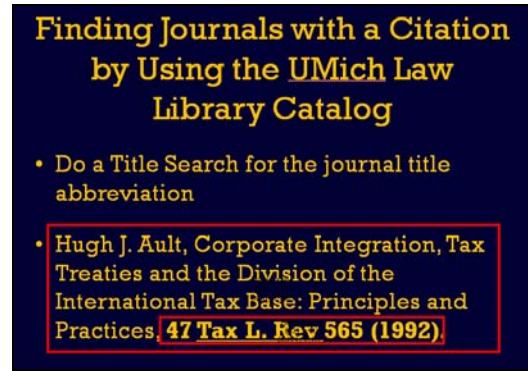 Finding Journals with a Citation
by Using the UMich Law
Library Catalog
• Do a Title Search for the journal title
abbreviation
• Hugh J. Ault, Corporate Integration, Tax
Treaties and the Division of the
International Tax Base: Principles and
Practices, 47 Tax L. Rev 565 (1992).